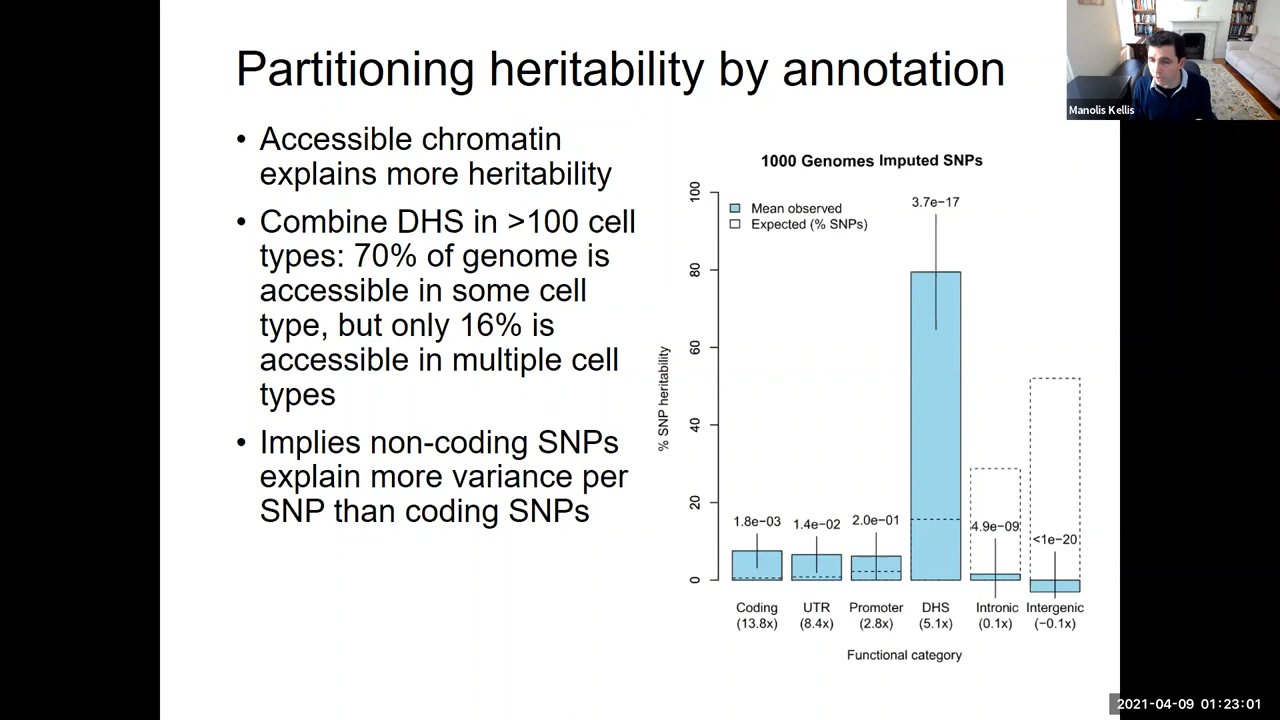 Partitioning heritability by annotation
• Accessible chromatin
explains more heritability
• Combine DHS in >100 cell
types: 70% of genome is
accessible in some cell
type, but only 16% is
accessible in multiple cell
types
• Implies non-coding SNPs
explain more variance per
SNP than coding SNPs
1000 Genomes Imputed SNPs
Mean observed
Expected (% SNPs)
% SNP heritability
100
80
60
40
20
0
1.8e−03
1.4e−02
2.0e−01
3.7e−17
4.9e−09
<1e−20
Coding UTR Promoter DHS Intronic Intergenic
(13.8x) (8.4x) (2.8x) (5.1x) (0.1x) (−0.1x)
Functional category
Manolis Kellis
2021-04-09 01:23:01